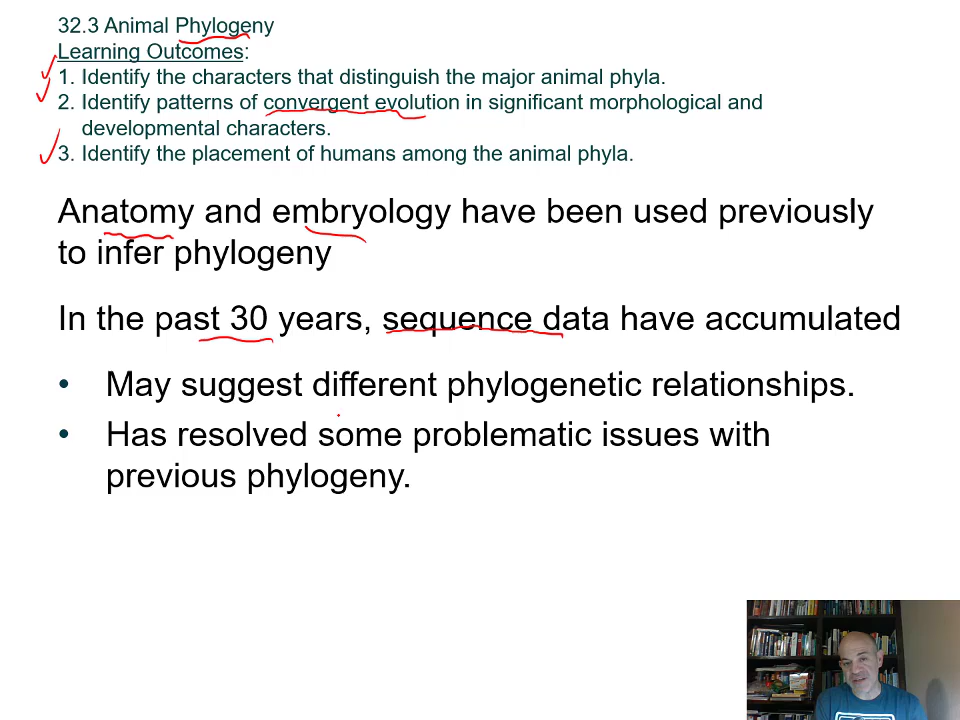 32.3 Animal Phylogeny
Learning Outcomes:
1. Identify the characters that distinguish the major animal phyla.
2. Identify patterns of convergent evolution in significant morphological and
developmental characters.
3. Identify the placement of humans among the animal phyla.
Anatomy and embryology have been used previously
to infer phylogeny
In the past 30 years, sequence data have accumulated
• May suggest different phylogenetic relationships.
• Has resolved some problematic issues with
previous phylogeny.